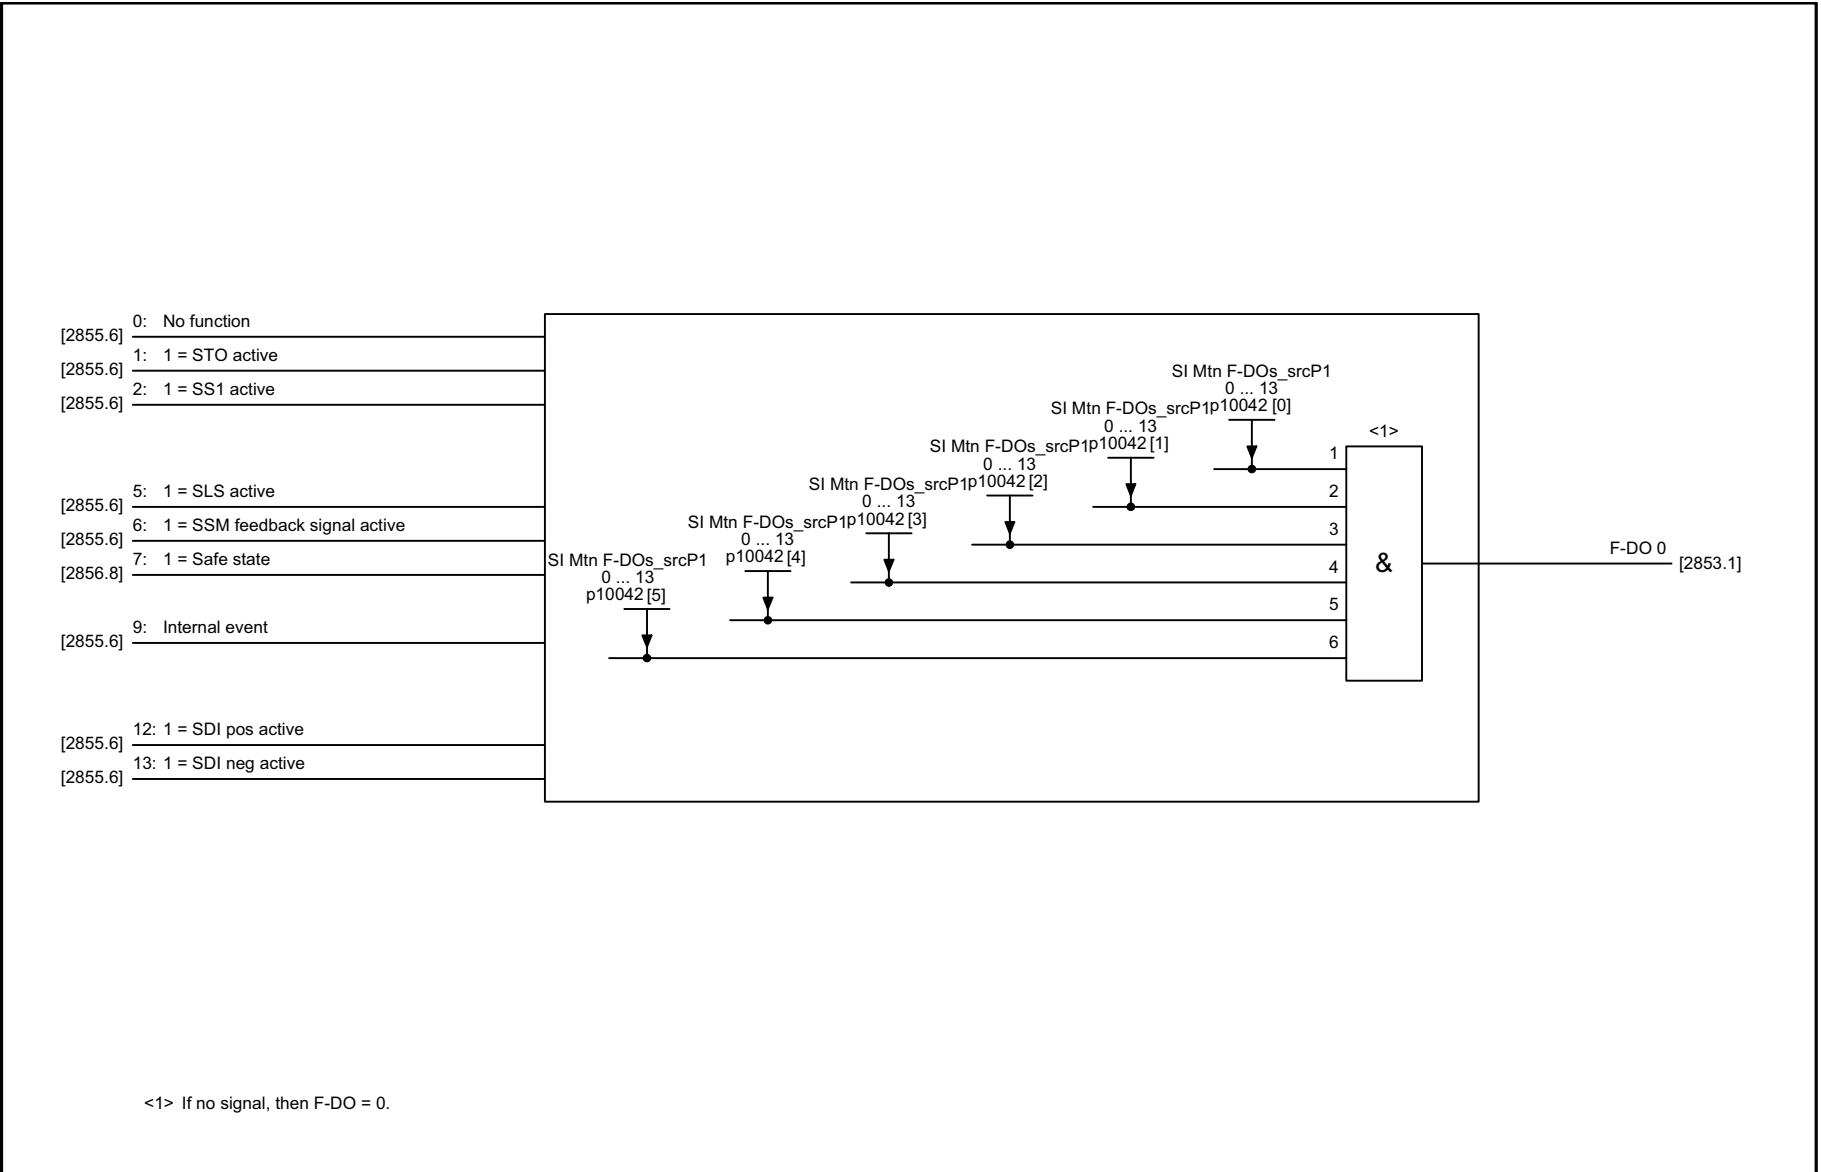 0: No function
[2855.6]
1: 1 = STO active
[2855.6]
2: 1 = SS1 active
[2855.6]
5: 1 = SLS active
[2855.6]
6: 1 = SSM feedback signal active
[2855.6]
7: 1 = Safe state
[2856.8]
9: Internal event
[2855.6]
12: 1 = SDI pos active
[2855.6]
13: 1 = SDI neg active
[2855.6]
SI Mtn F-DOs_srcP1
0 ... 13
p10042 [5]
SI Mtn F-DOs_srcP1
0 ... 13
p10042 [4]
SI Mtn F-DOs_srcP1
0 ... 13
p10042 [3]
SI Mtn F-DOs_srcP1
0 ... 13
p10042 [2]
SI Mtn F-DOs_srcP1
0 ... 13
p10042 [1]
SI Mtn F-DOs_srcP1
0 ... 13
p10042 [0]
<1>
1
2
3
4
5
6
&
F-DO 0
[2853.1]
<1> If no signal, then F-DO = 0.